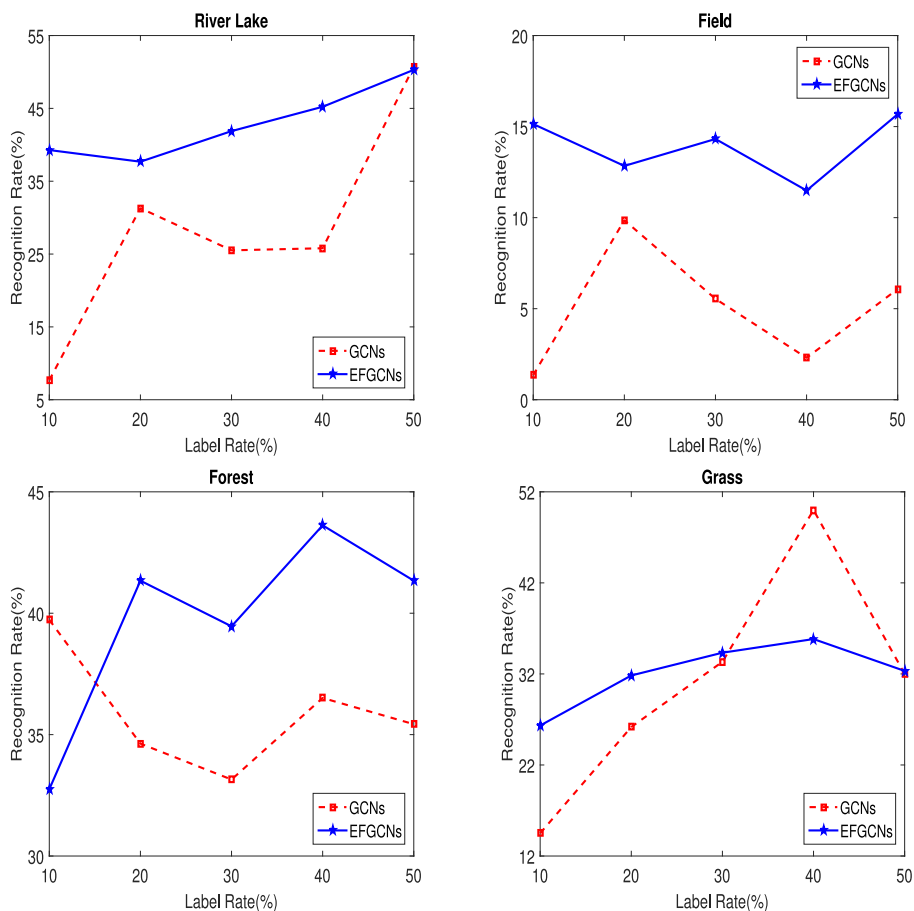 River Lake
55
45
35
25
15
5
Recognition Rate(%)
GCNs
EFGCNs
10 20 30 40 50
Label Rate(%)
Field
20
15
10
5
0
Recognition Rate(%)
GCNs
EFGCNs
10 20 30 40 50
Label Rate(%)
Forest
45
40
35
30
Recognition Rate(%)
GCNs
EFGCNs
10 20 30 40 50
Label Rate(%)
Grass
52
42
32
22
12
Recognition Rate(%)
GCNs
EFGCNs
10 20 30 40 50
Label Rate(%)